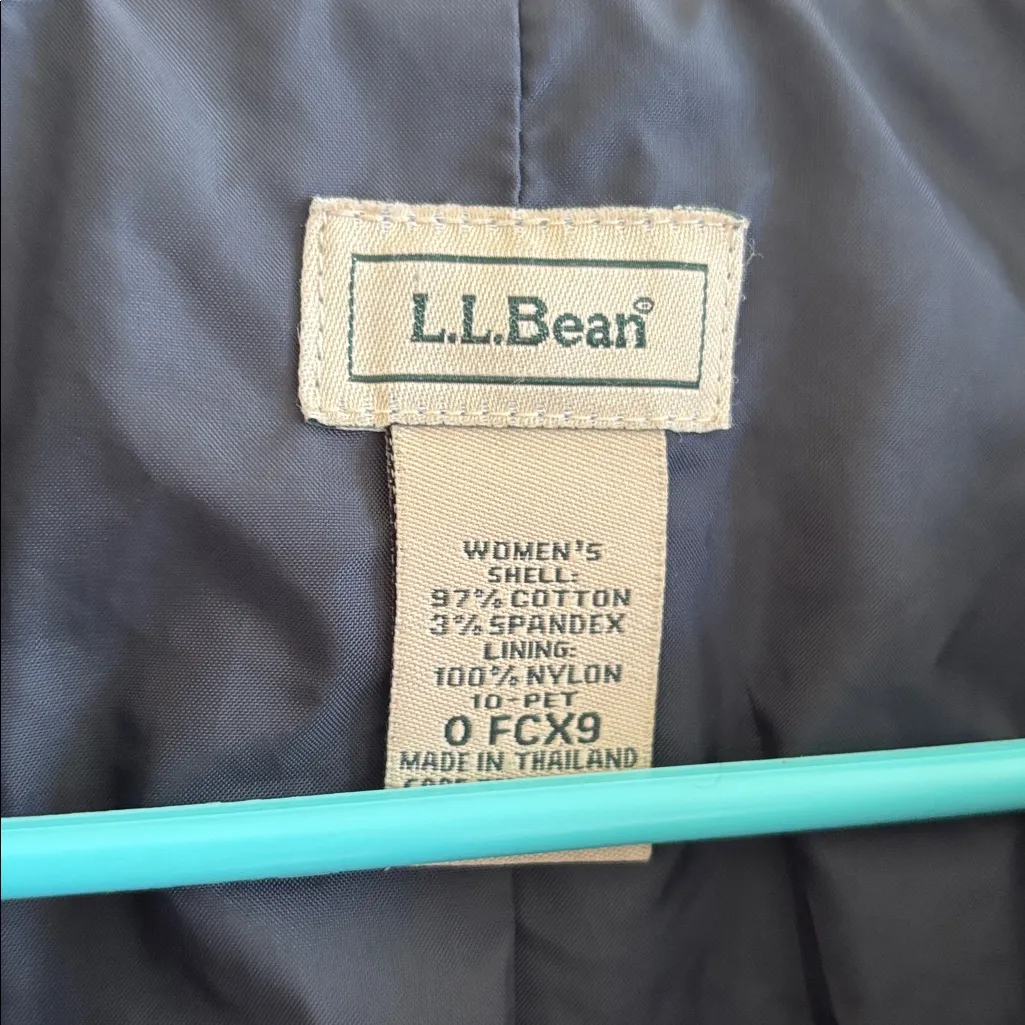 L.L.Bean®
WOMEN'S
SHELL:
97% COTTON
3% SPANDEX
LINING:
100% NYLON
10-PET
0 FCX9
MADE IN THAILAND